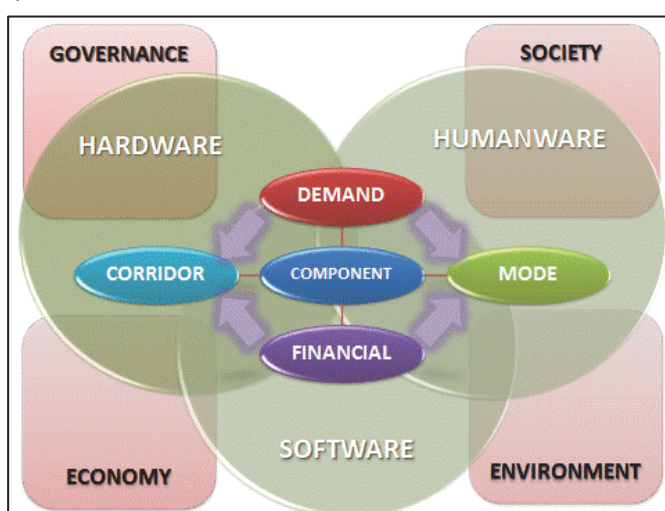 GOVERNANCE
SOCIETY
HARDWARE
HUMANWARE
DEMAND
CORRIDOR
COMPONENT
MODE
FINANCIAL
SOFTWARE
ECONOMY
ENVIRONMENT